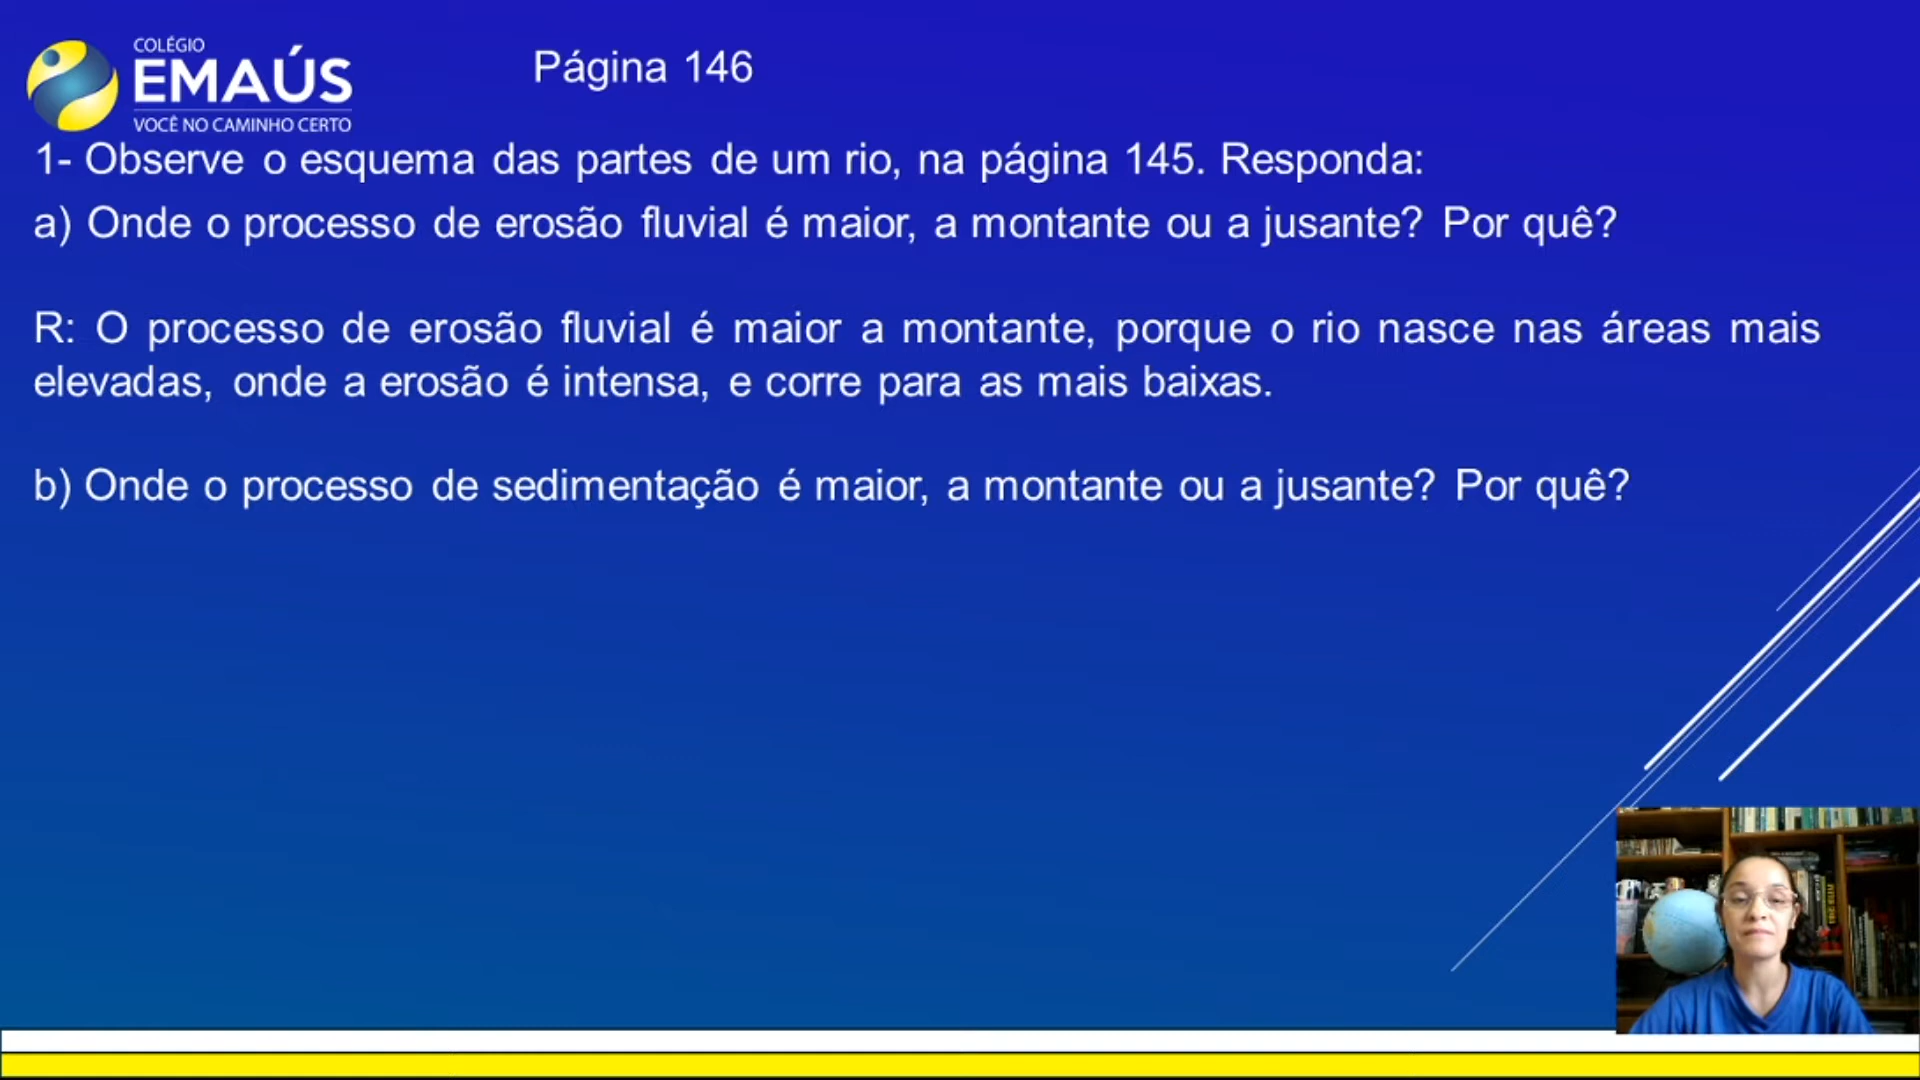 COLÉGIO
EMAÚS
VOCÊ NO CAMINHO CERTO
Página 146
1- Observe o esquema das partes de um rio, na página 145. Responda:
a) Onde o processo de erosão fluvial é maior, a montante ou a jusante? Por quê?
R: O processo de erosão fluvial é maior a montante, porque o rio nasce nas áreas mais
elevadas, onde a erosão é intensa, e corre para as mais baixas.
b) Onde o processo de sedimentação é maior, a montante ou a jusante? Por quê?